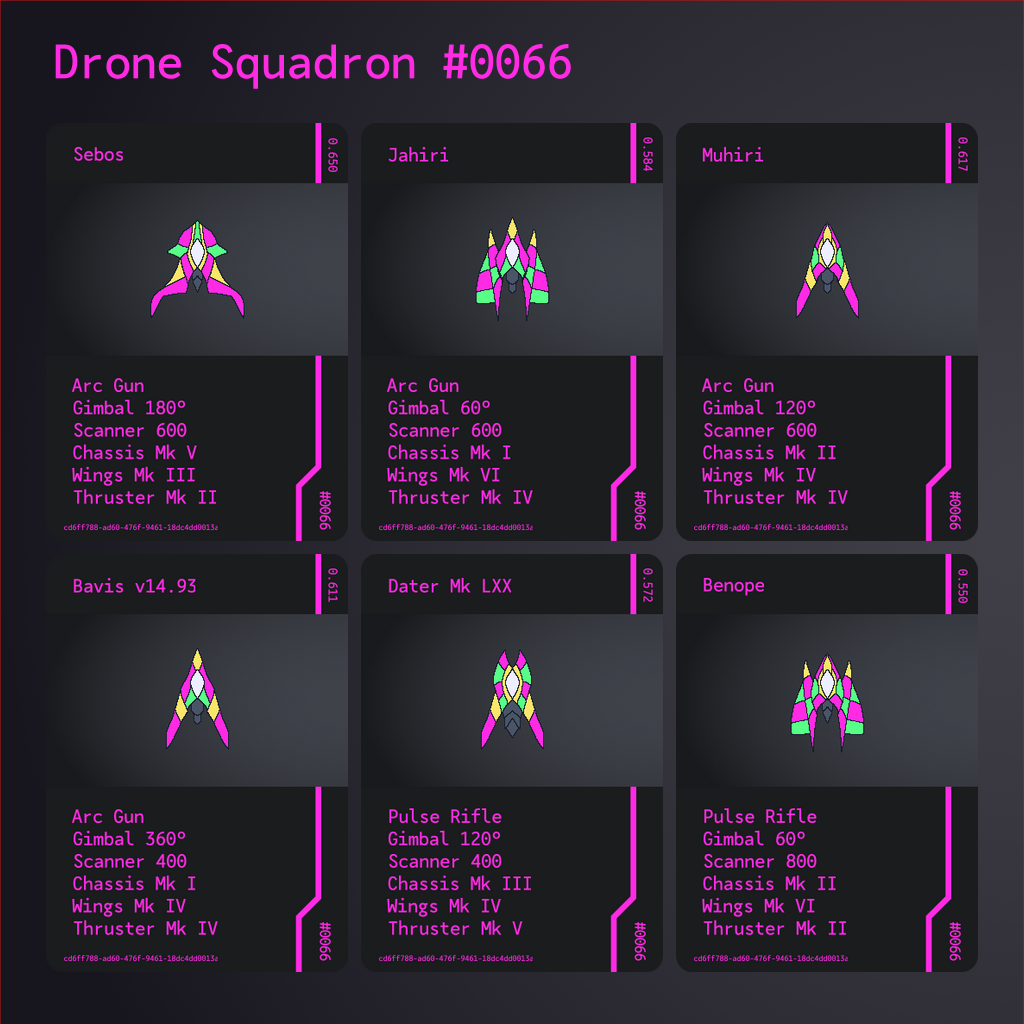 Drone Squadron #0066
Sebos
0.650
Arc Gun
Gimbal 180º
Scanner 600
Chassis Mk V
Wings Mk III
Thruster Mk II
#0066
cd6ff788-ad60-476f-9461-18dc4dd0013a
Jahiri
0.584
Arc Gun
Gimbal 60º
Scanner 600
Chassis Mk I
Wings Mk VI
Thruster Mk IV
#0066
cd6ff788-ad60-476f-9461-18dc4dd0013a
Muhiri
0.617
Arc Gun
Gimbal 120º
Scanner 600
Chassis Mk II
Wings Mk IV
Thruster Mk IV
#0066
cd6ff788-ad60-476f-9461-18dc4dd0013a
Bavis v14.93
0.611
Arc Gun
Gimbal 360º
Scanner 400
Chassis Mk I
Wings Mk IV
Thruster Mk IV
#0066
cd6ff788-ad60-476f-9461-18dc4dd0013a
Dater Mk LXX
0.572
Pulse Rifle
Gimbal 120º
Scanner 400
Chassis Mk III
Wings Mk IV
Thruster Mk V
#0066
cd6ff788-ad60-476f-9461-18dc4dd0013a
Benope
0.550
Pulse Rifle
Gimbal 60º
Scanner 800
Chassis Mk II
Wings Mk VI
Thruster Mk II
#0066
cd6ff788-ad60-476f-9461-18dc4dd0013a